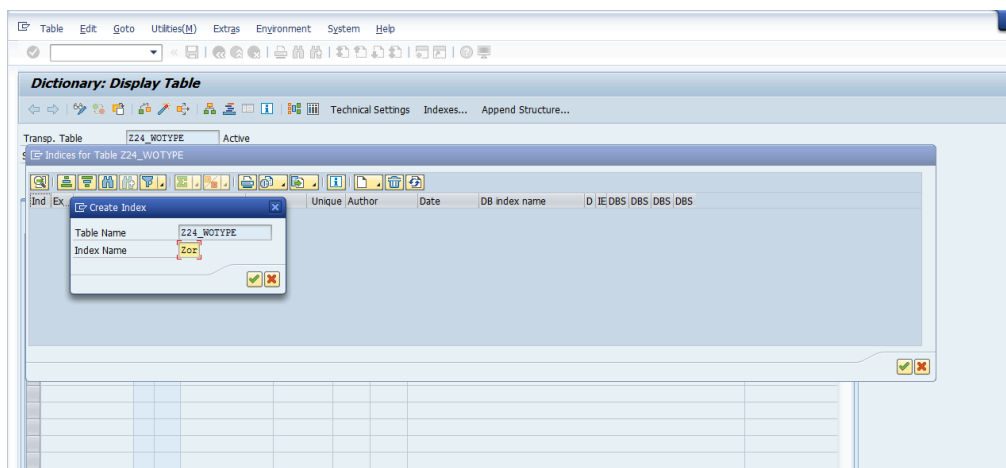 Table Edit Goto Utilities(M) Extras Environment System Help
Dictionary: Display Table
Technical Settings Indexes... Append Structure...
Transp. Table Z24_WOTYPE Active
Indices for Table Z24_WOTYPE
Ind Ex Unique Author Date DB index name D IE DBS DBS DBS DBS
Create Index
Table Name Z24_WOTYPE
Index Name Zor